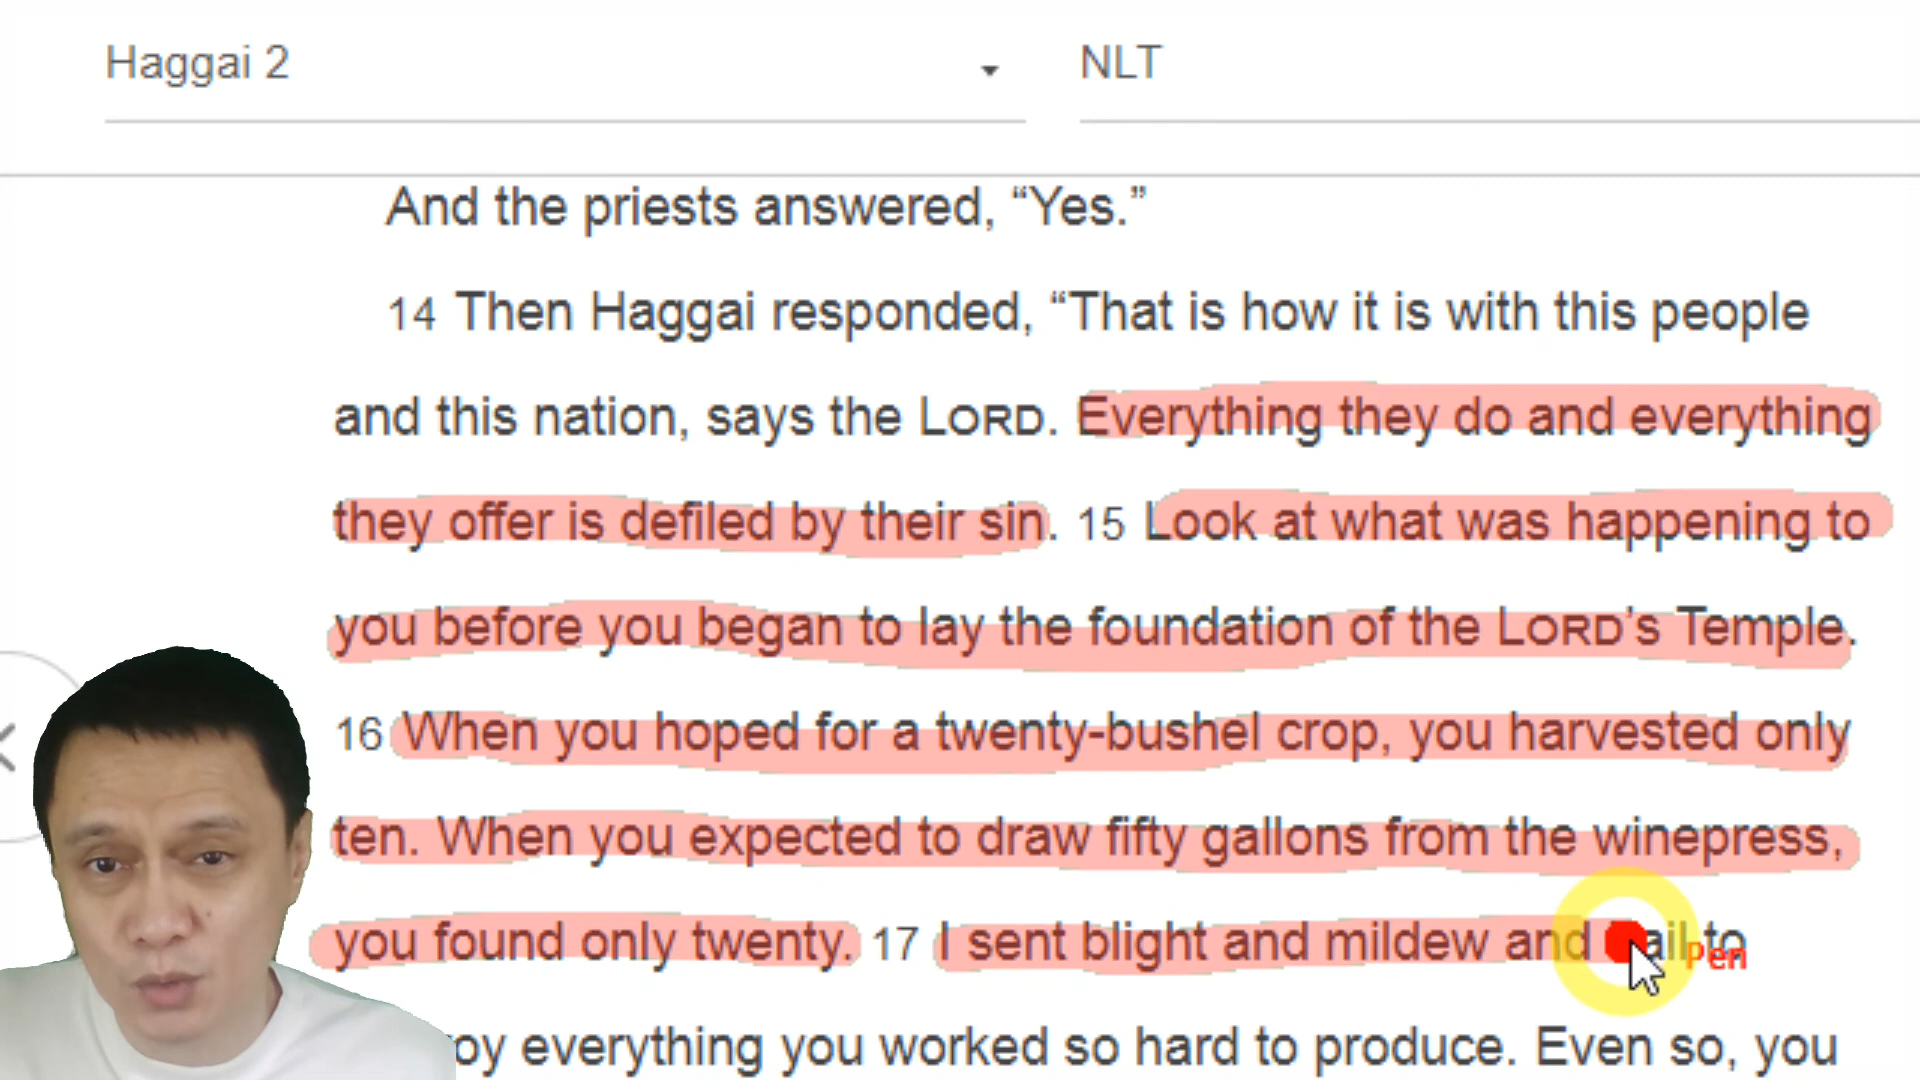 Haggai 2
NLT
And the priests answered, “Yes.”
14 Then Haggai responded, “That is how it is with this people
and this nation, says the LORD. Everything they do and everything
they offer is defiled by their sin. 15 Look at what was happening to
you before you began to lay the foundation of the LORD’s Temple.
16 When you hoped for a twenty-bushel crop, you harvested only
ten. When you expected to draw fifty gallons from the winepress,
you found only twenty. 17 I sent blight and mildew and ail to
Pen
oy everything you worked so hard to produce. Even so, you